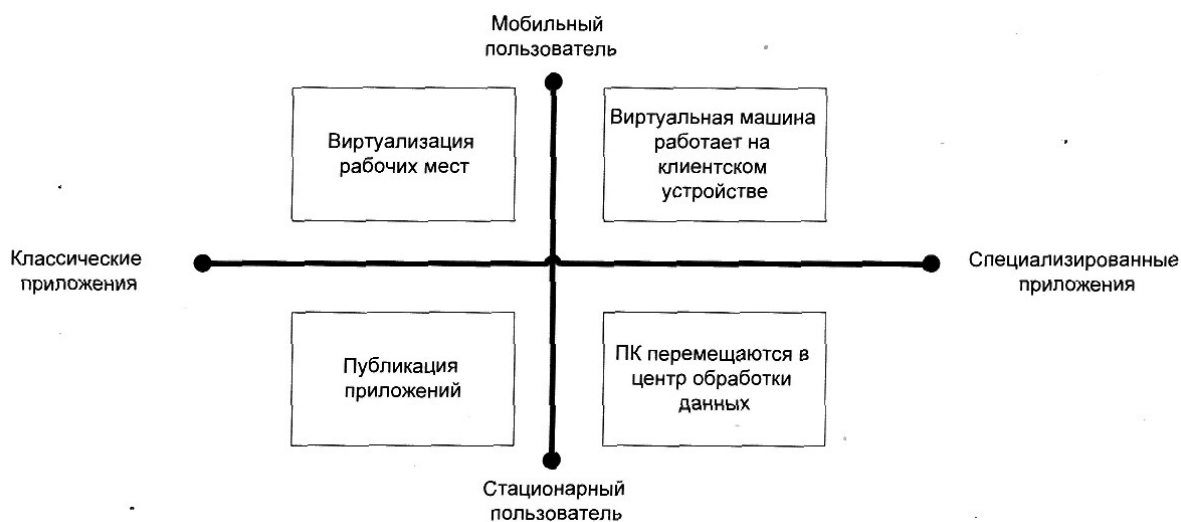 Мобильный
пользователь
Виртуализация
рабочих мест
Виртуальная машина
работает на
клиентском
устройстве
Классические
приложения
Специализированные
приложения
Публикация
приложений
ПК перемещаются в
центр обработки
данных
Стационарный
пользователь